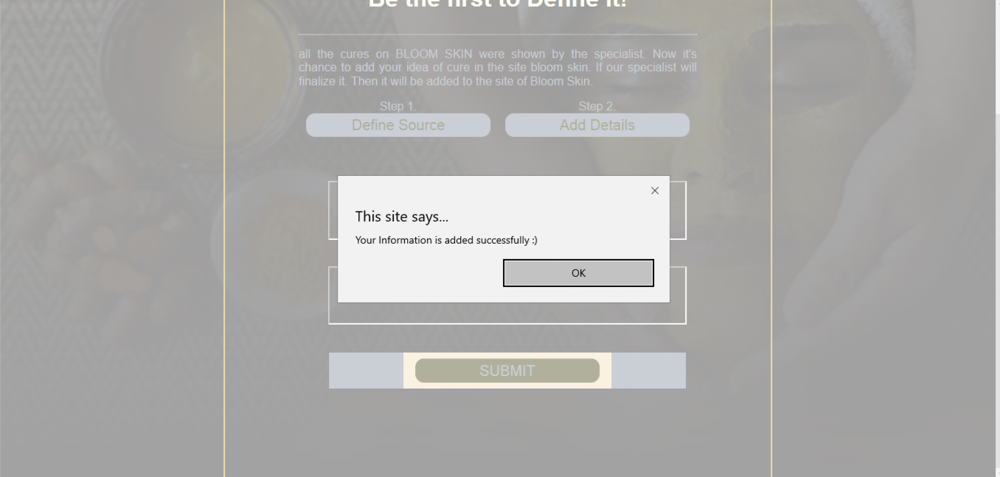 Be the first to Define it!
all the cures on BLOOM SKIN were shown by the specialist. Now it's
chance to add your idea of cure in the site bloom skin. If our specialist will
finalize it. Then it will be added to the site of Bloom Skin.
Step 1. Step 2.
Define Source Add Details
This site says...
Your Information is added successfully :)
OK
SUBMIT